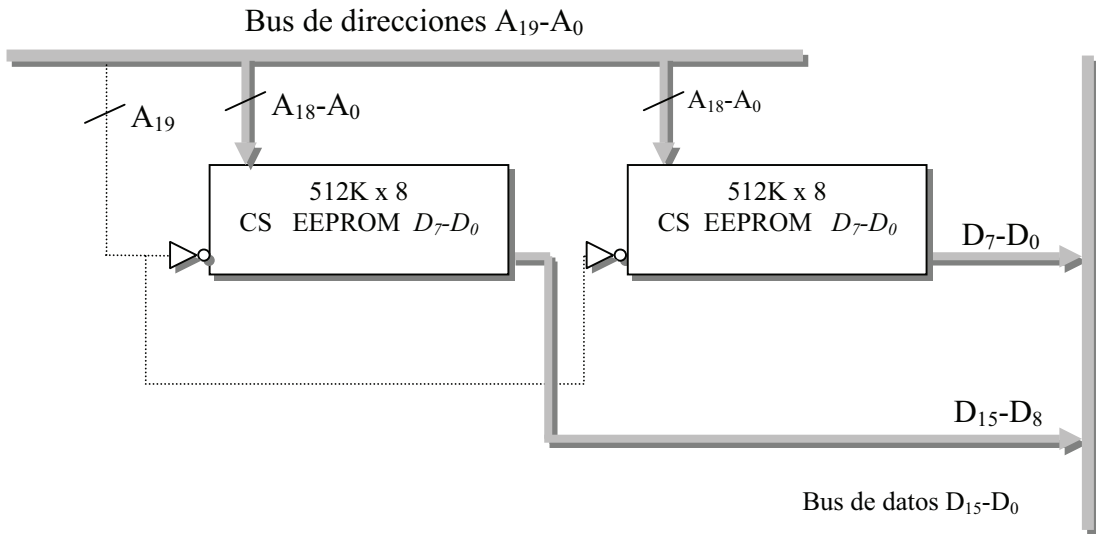 Bus de direcciones A₁₉-A₀
A₁₉
A₁₈-A₀
A₁₈-A₀
512K x 8
CS EEPROM D₇-D₀
512K x 8
CS EEPROM D₇-D₀
D₇-D₀
D₁₅-D₈
Bus de datos D₁₅-D₀